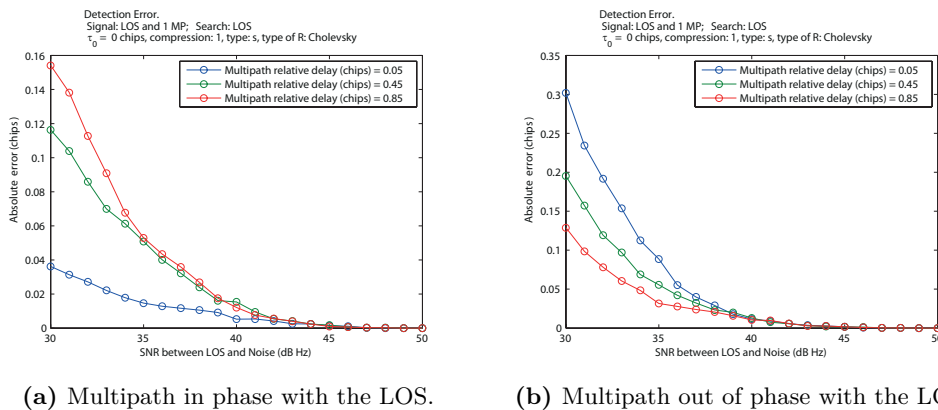 Detection Error.
Signal: LOS and 1 MP;   Search: LOS
τ0 =  0 chips, compression: 1, type: s, type of R: Cholevsky
0.16
0.14
0.12
0.1
0.08
0.06
0.04
0.02
0
Absolute error (chips)
Multipath relative delay (chips) = 0.05
Multipath relative delay (chips) = 0.45
Multipath relative delay (chips) = 0.85
30
35
40
45
50
SNR between LOS and Noise (dB Hz)
(a) Multipath in phase with the LOS.
Detection Error.
Signal: LOS and 1 MP;   Search: LOS
τ0 =  0 chips, compression: 1, type: s, type of R: Cholevsky
0.35
0.3
0.25
0.2
0.15
0.1
0.05
0
Absolute error (chips)
Multipath relative delay (chips) = 0.05
Multipath relative delay (chips) = 0.45
Multipath relative delay (chips) = 0.85
30
35
40
45
50
SNR between LOS and Noise (dB Hz)
(b) Multipath out of phase with the